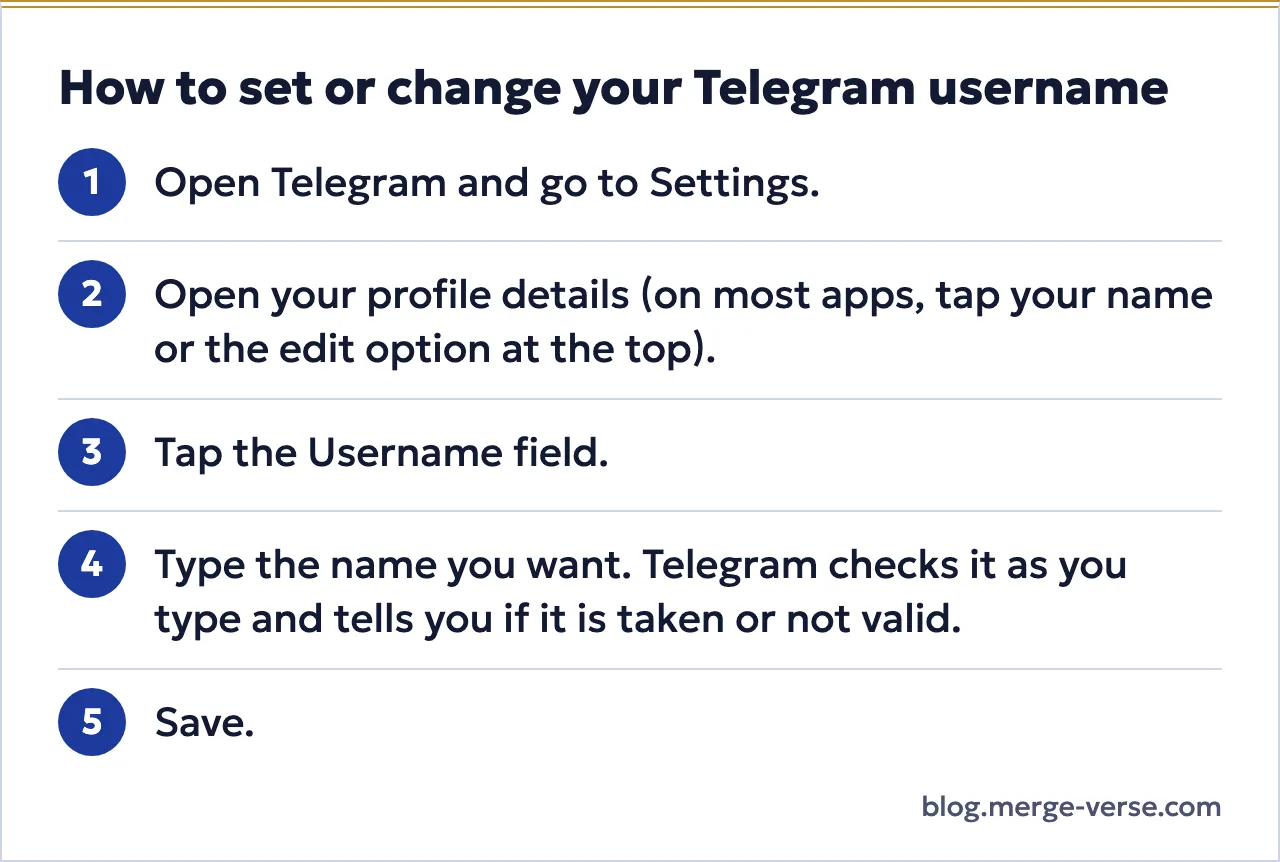 How to set or change your Telegram username
1 Open Telegram and go to Settings.
2 Open your profile details (on most apps, tap your name
or the edit option at the top).
3 Tap the Username field.
4 Type the name you want. Telegram checks it as you
type and tells you if it is taken or not valid.
5 Save.
blog.merge-verse.com